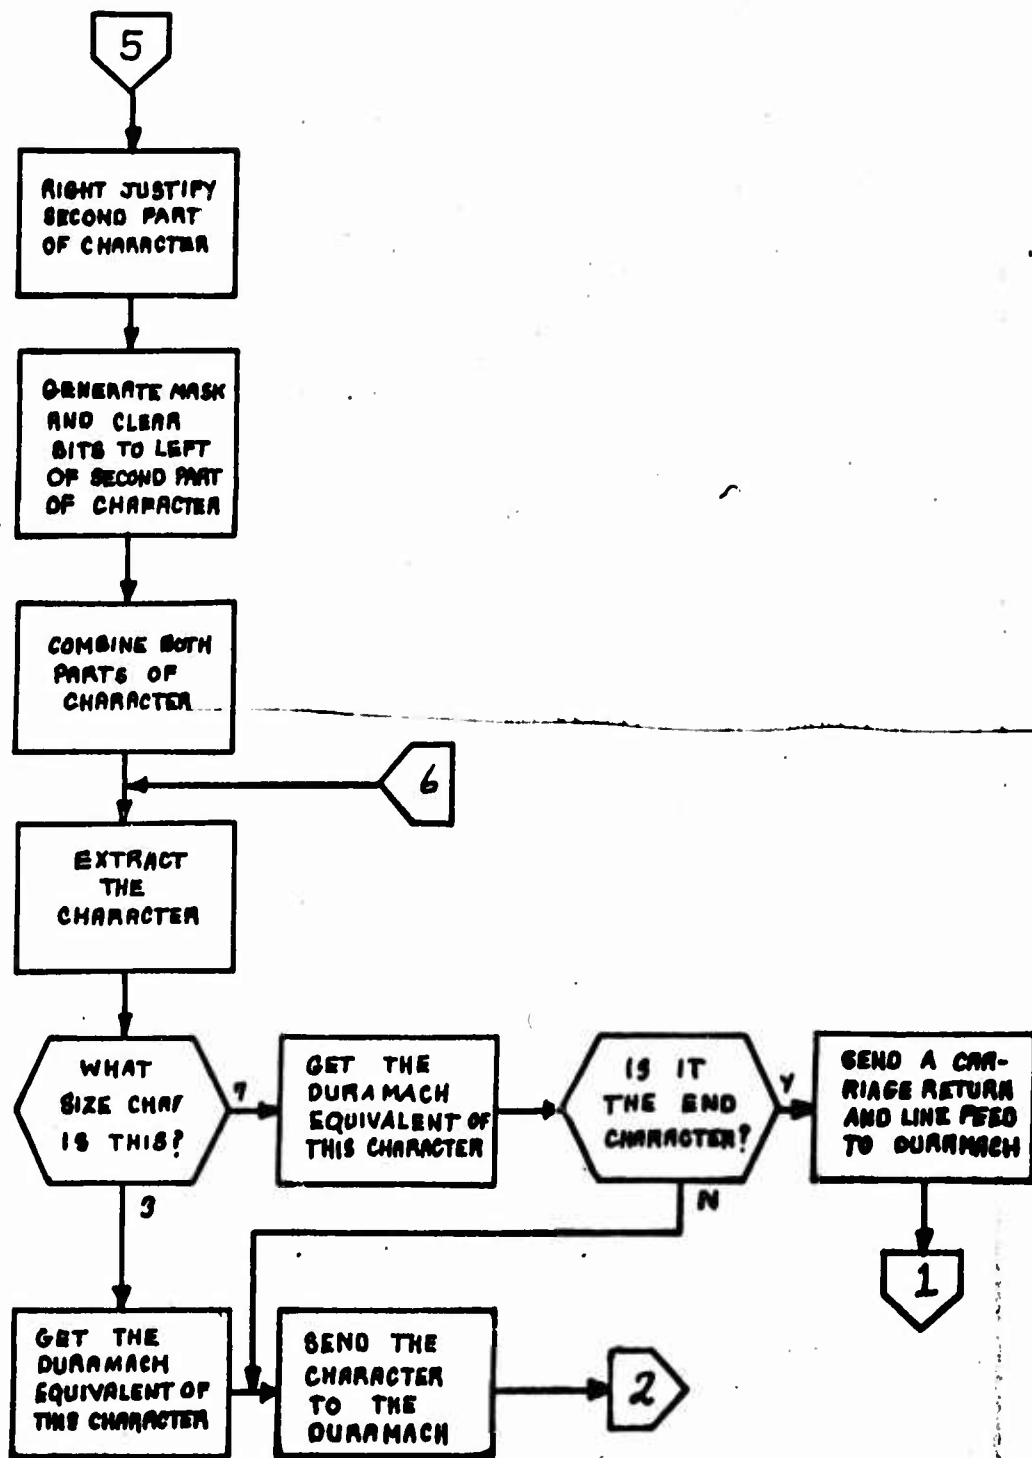 5
RIGHT JUSTIFY
SECOND PART
OF CHARACTER
GENERATE MASK
AND CLEAR
BITS TO LEFT
OF SECOND PART
OF CHARACTER
COMBINE BOTH
PARTS OF
CHARACTER
6
EXTRACT
THE
CHARACTER
WHAT
SIZE CHAR
IS THIS?
7
GET THE
DURAMACH
EQUIVALENT OF
THIS CHARACTER
IS IT
THE END
CHARACTER?
Y
SEND A CAR-
RIAGE RETURN
AND LINE FEED
TO DURAMACH
3
N
1
GET THE
DURAMACH
EQUIVALENT OF
THIS CHARACTER
SEND THE
CHARACTER
TO THE
DURAMACH
2